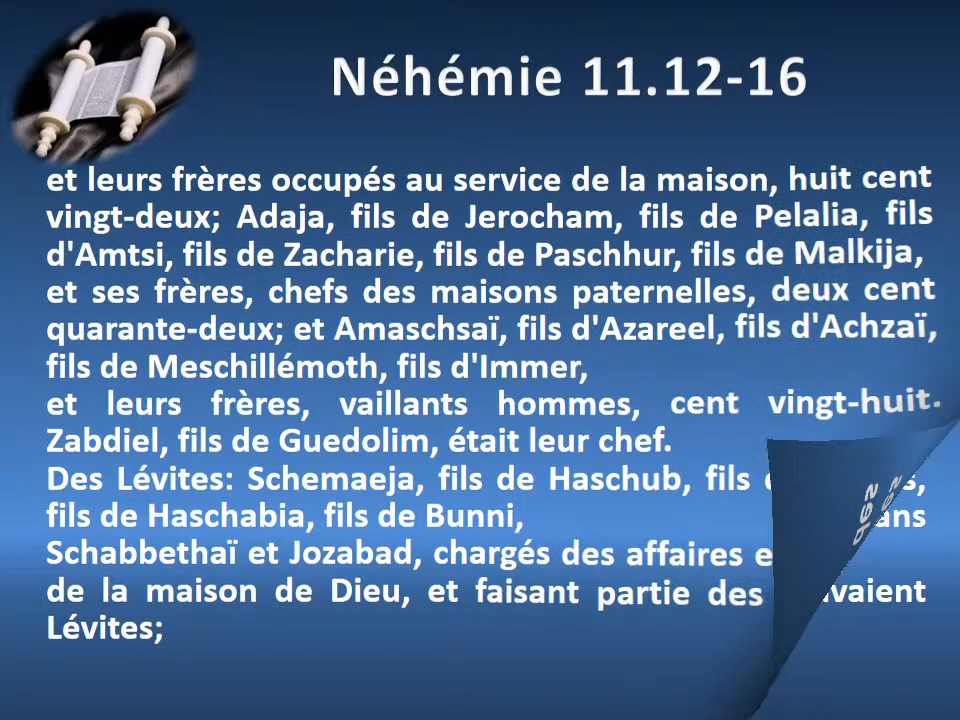 Néhémie 11.12-16
et leurs frères occupés au service de la maison, huit cent
vingt-deux; Adaja, fils de Jerocham, fils de Pelalia, fils
d'Amtsi, fils de Zacharie, fils de Paschhur, fils de Malkija,
et ses frères, chefs des maisons paternelles, deux cent
quarante-deux; et Amaschsaï, fils d'Azareel, fils d'Achzaï,
fils de Meschillémoth, fils d'Immer,
et leurs frères, vaillants hommes, cent vingt-huit.
Zabdiel, fils de Guedolim, était leur chef.
Des Lévites: Schemaeja, fils de Haschub, fils
fils de Haschabia, fils de Bunni,
Schabbethaï et Jozabad, chargés des affaires
de la maison de Dieu, et faisant partie des
Lévites;